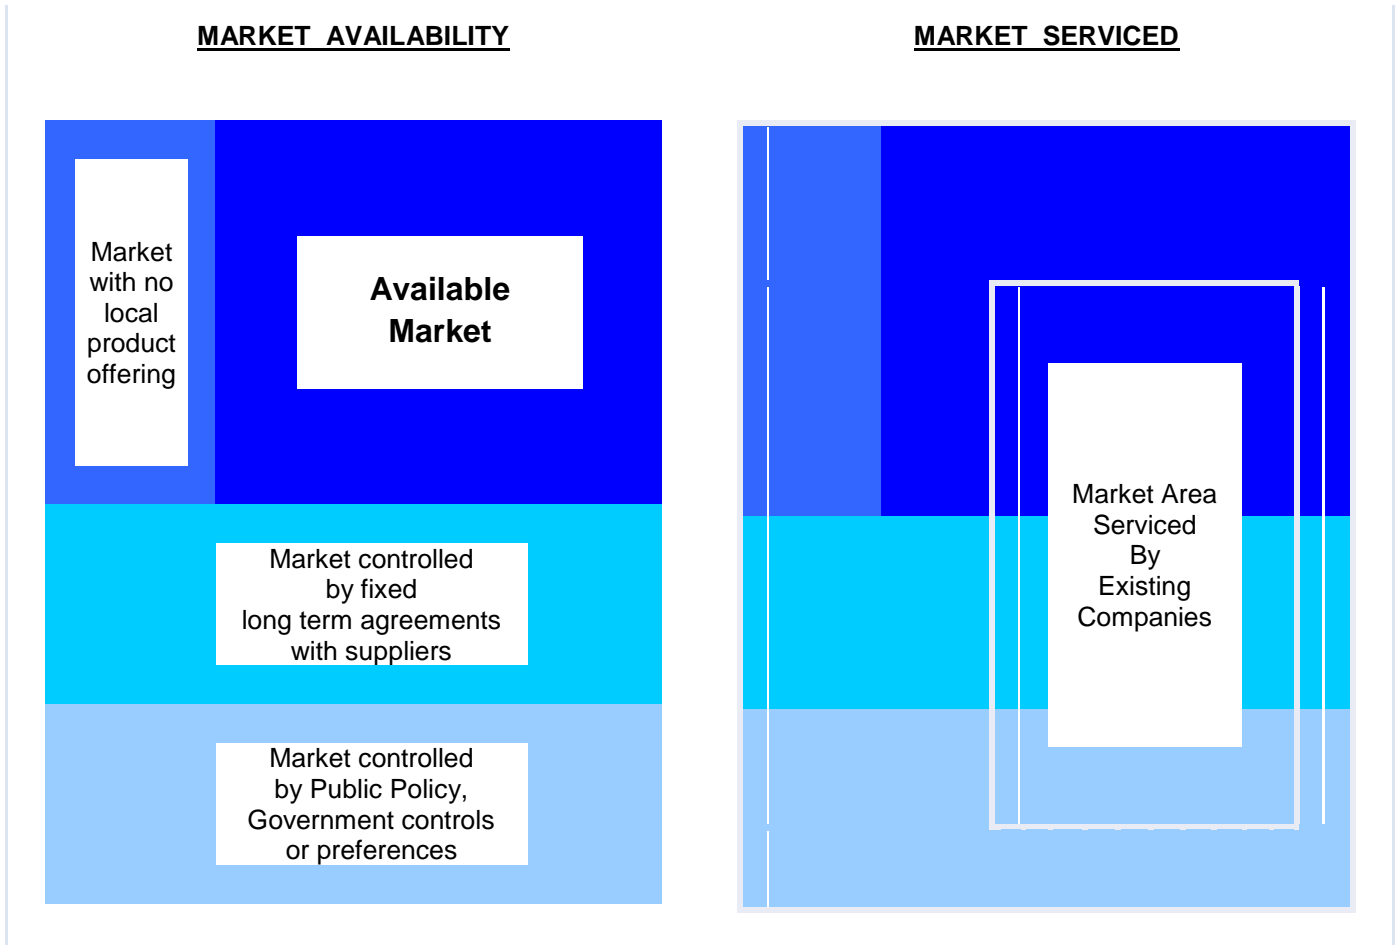 MARKET AVAILABILITY
MARKET SERVICED
Market
with no
local
product
offering
Available
Market
Market controlled
by fixed
long term agreements
with suppliers
Market controlled
by Public Policy,
Government controls
or preferences
Market Area
Serviced
By
Existing
Companies